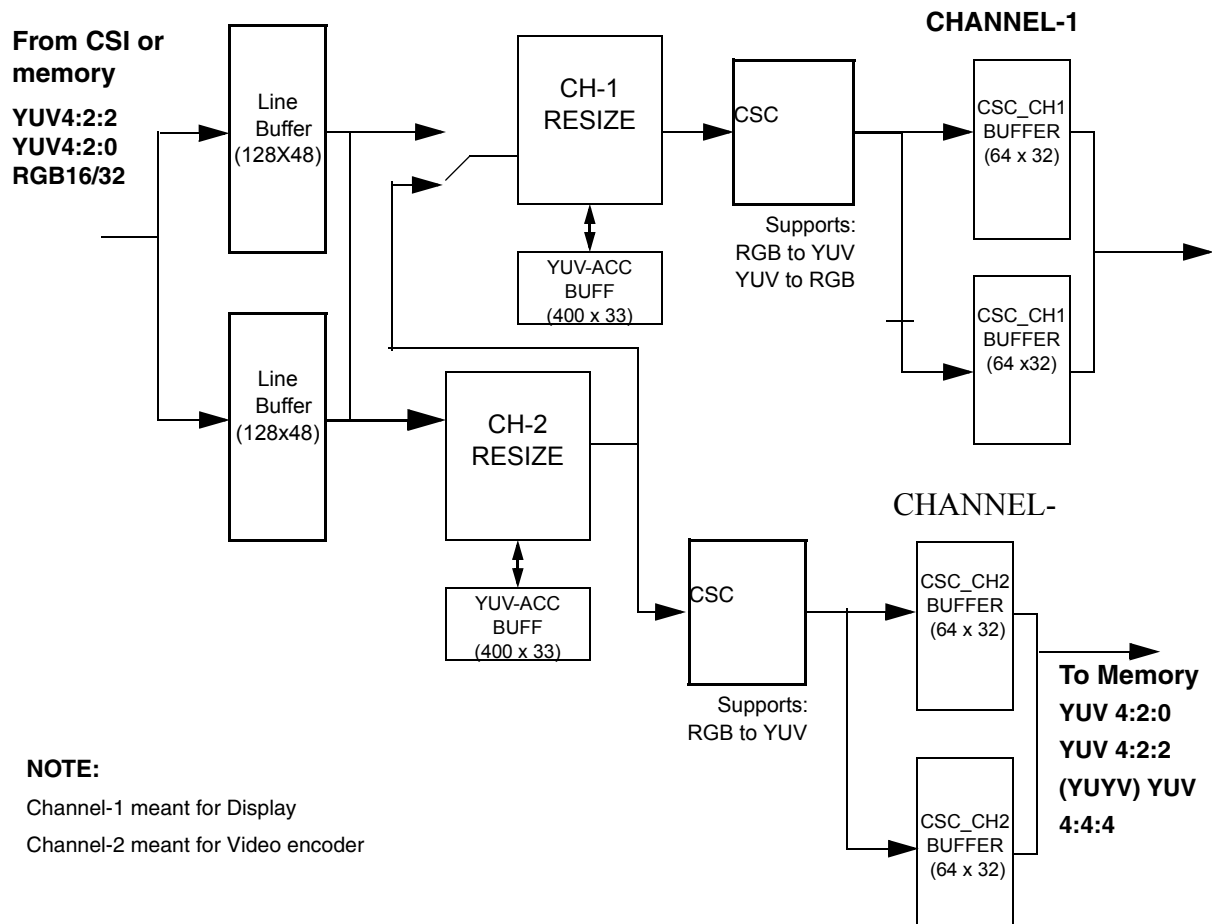 CHANNEL-1
From CSI or
memory
YUV4:2:2
YUV4:2:0
RGB16/32
Line
Buffer
(128X48)
CH-1
RESIZE
CSC
CSC_CH1
BUFFER
(64 x 32)
Supports:
RGB to YUV
YUV to RGB
YUV-ACC
BUFF
(400 x 33)
CSC_CH1
BUFFER
(64 x32)
Line
Buffer
(128x48)
CH-2
RESIZE
CHANNEL-
CSC
CSC_CH2
BUFFER
(64 x 32)
YUV-ACC
BUFF
(400 x 33)
Supports:
RGB to YUV
To Memory
YUV 4:2:0
YUV 4:2:2
(YUYV) YUV
4:4:4
CSC_CH2
BUFFER
(64 x 32)
NOTE:
Channel-1 meant for Display
Channel-2 meant for Video encoder